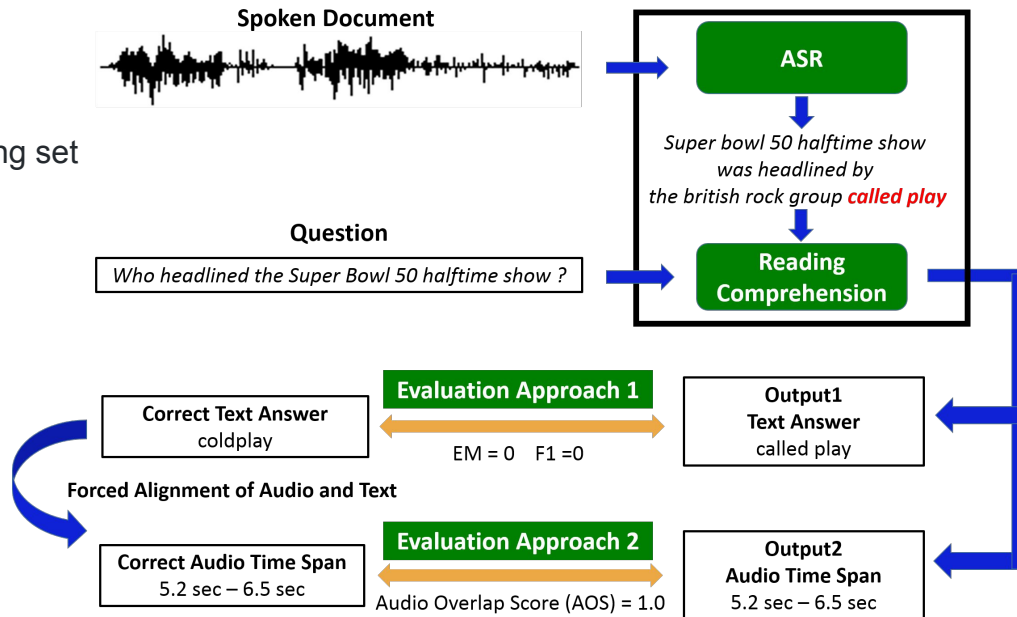 Spoken Document
ASR
ng set
Super bowl 50 halftime show
was headlined by
the british rock group called play
Question
Who headlined the Super Bowl 50 halftime show ?
Reading
Comprehension
Evaluation Approach 1
Correct Text Answer
coldplay
EM = 0 F1 =0
Output1
Text Answer
called play
Forced Alignment of Audio and Text
Evaluation Approach 2
Correct Audio Time Span
5.2 sec – 6.5 sec
Audio Overlap Score (AOS) = 1.0
Output2
Audio Time Span
5.2 sec – 6.5 sec